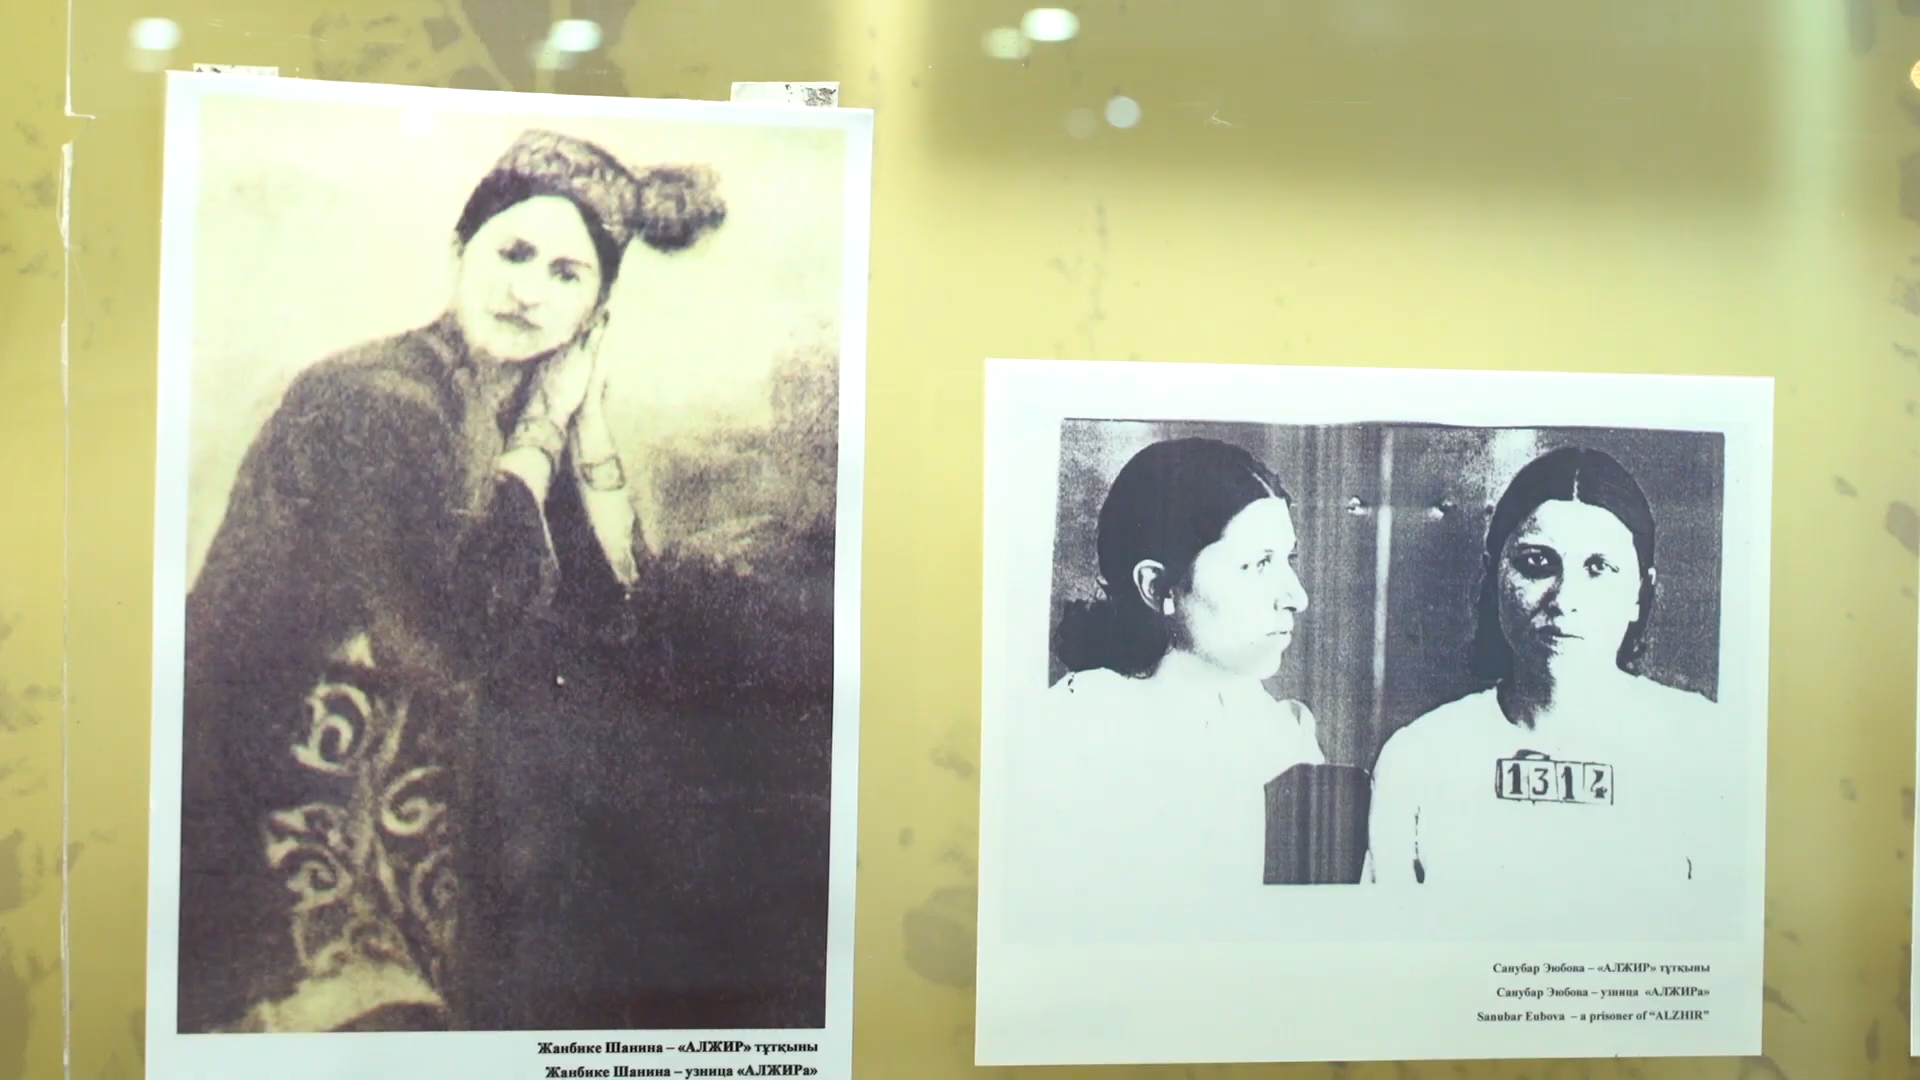 Жанбике Шанина – «АЛЖИР» тұтқыны
Жанбике Шанина – узница «АЛЖИРа»
1314
Санубар Эюбова – «АЛЖИР» тұтқыны
Санубар Эюбова – узница «АЛЖИРа»
Sanubar Eubova – a prisoner of “ALZHIR”